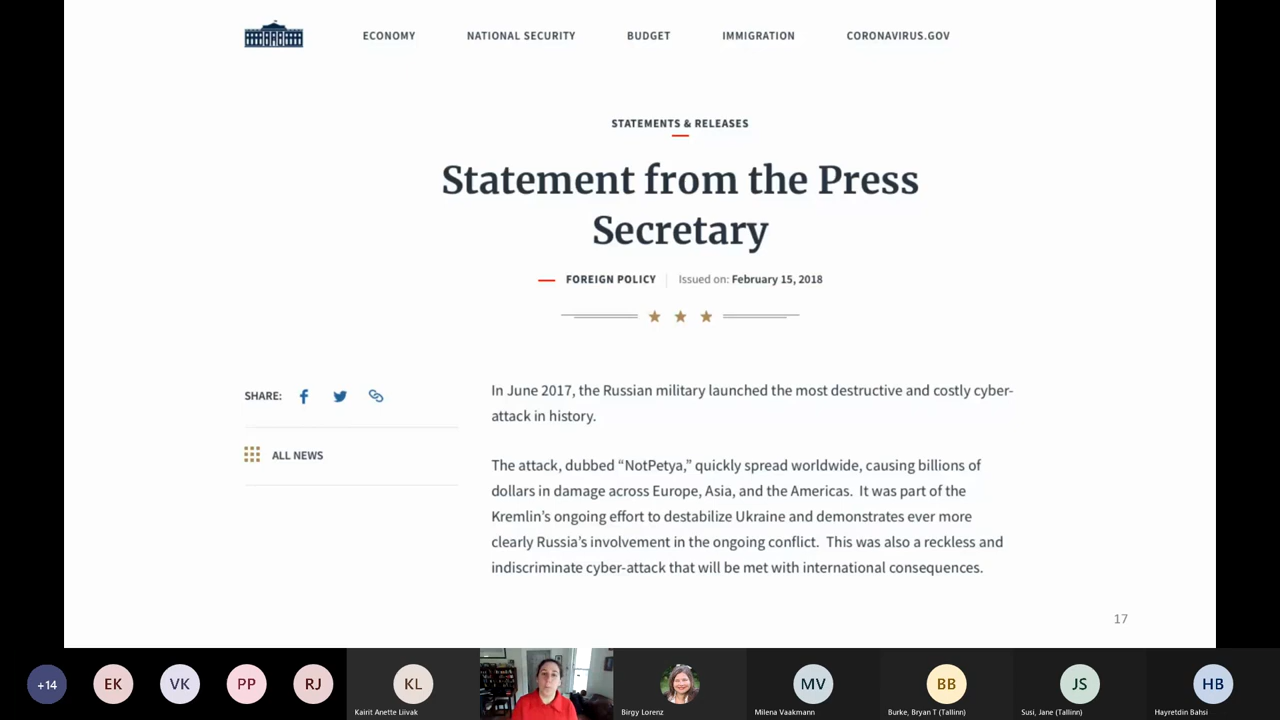 ECONOMY NATIONAL SECURITY BUDGET IMMIGRATION CORONAVIRUS.GOV
STATEMENTS & RELEASES
Statement from the Press
Secretary
FOREIGN POLICY Issued on: February 15, 2018
SHARE:
ALL NEWS
In June 2017, the Russian military launched the most destructive and costly cyber-
attack in history.
The attack, dubbed “NotPetya,” quickly spread worldwide, causing billions of
dollars in damage across Europe, Asia, and the Americas.  It was part of the
Kremlin’s ongoing effort to destabilize Ukraine and demonstrates ever more
clearly Russia’s involvement in the ongoing conflict.  This was also a reckless and
indiscriminate cyber-attack that will be met with international consequences.
17
+14 EK VK PP RJ KL MV BB JS HB
Kairit Anette Liivak Birgy Lorenz Milena Vaakmann Burke, Bryan T (Tallinn) Susi, Jane (Tallinn) Hayretdin Bahsi